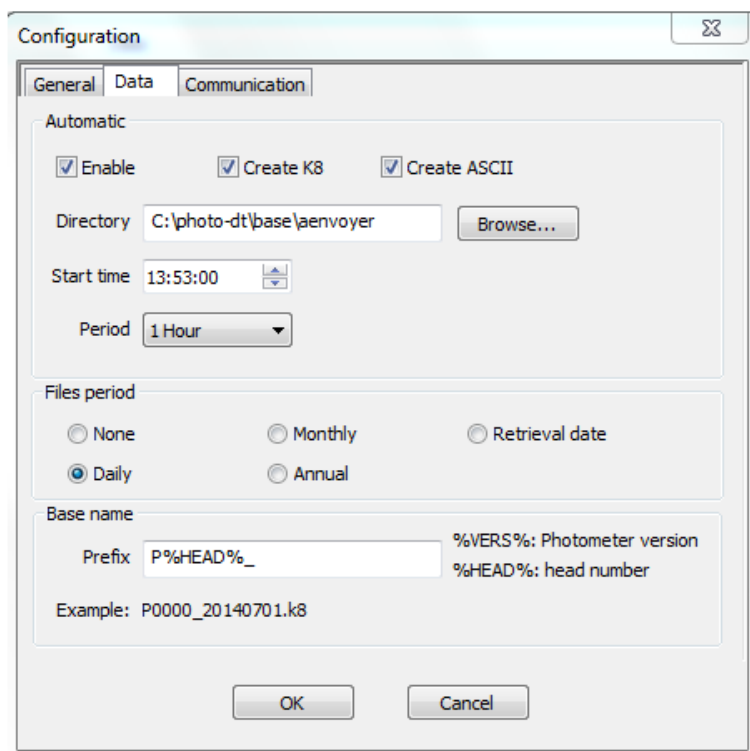 Configuration
General Data Communication
Automatic
Enable Create K8 Create ASCII
Directory C:\photo-dt\base\aenvoyer Browse...
Start time 13:53:00
Period 1 Hour
Files period
None Monthly Retrieval date
Daily Annual
Base name
%VERS%: Photometer version
Prefix P%HEAD%_
%HEAD%: head number
Example: P0000_20140701.k8
OK Cancel